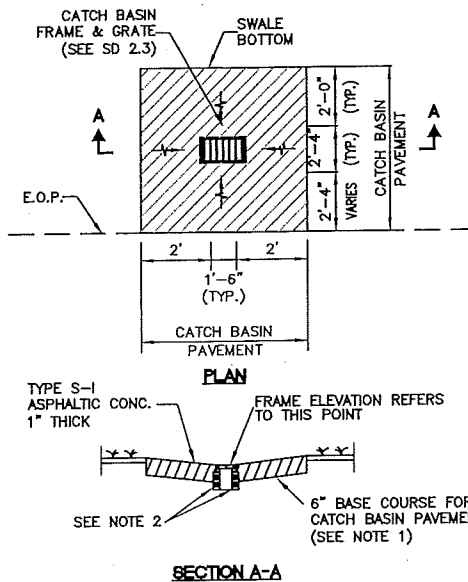 CATCH BASIN
FRAME & GRATE
(SEE SD 2.3)
SWALE
BOTTOM
A
A
2'-0"
(TYP.)
2'-4"
(TYP.)
2'-4"
VARIES
CATCH BASIN
PAVEMENT
E.O.P.
2'
2'
1'-6"
(TYP.)
CATCH BASIN
PAVEMENT
PLAN
TYPE S-I
ASPHALTIC CONC.
1" THICK
FRAME ELEVATION REFERS
TO THIS POINT
SEE NOTE 2
6" BASE COURSE FOR
CATCH BASIN PAVEME
(SEE NOTE 1)
SECTION A-A